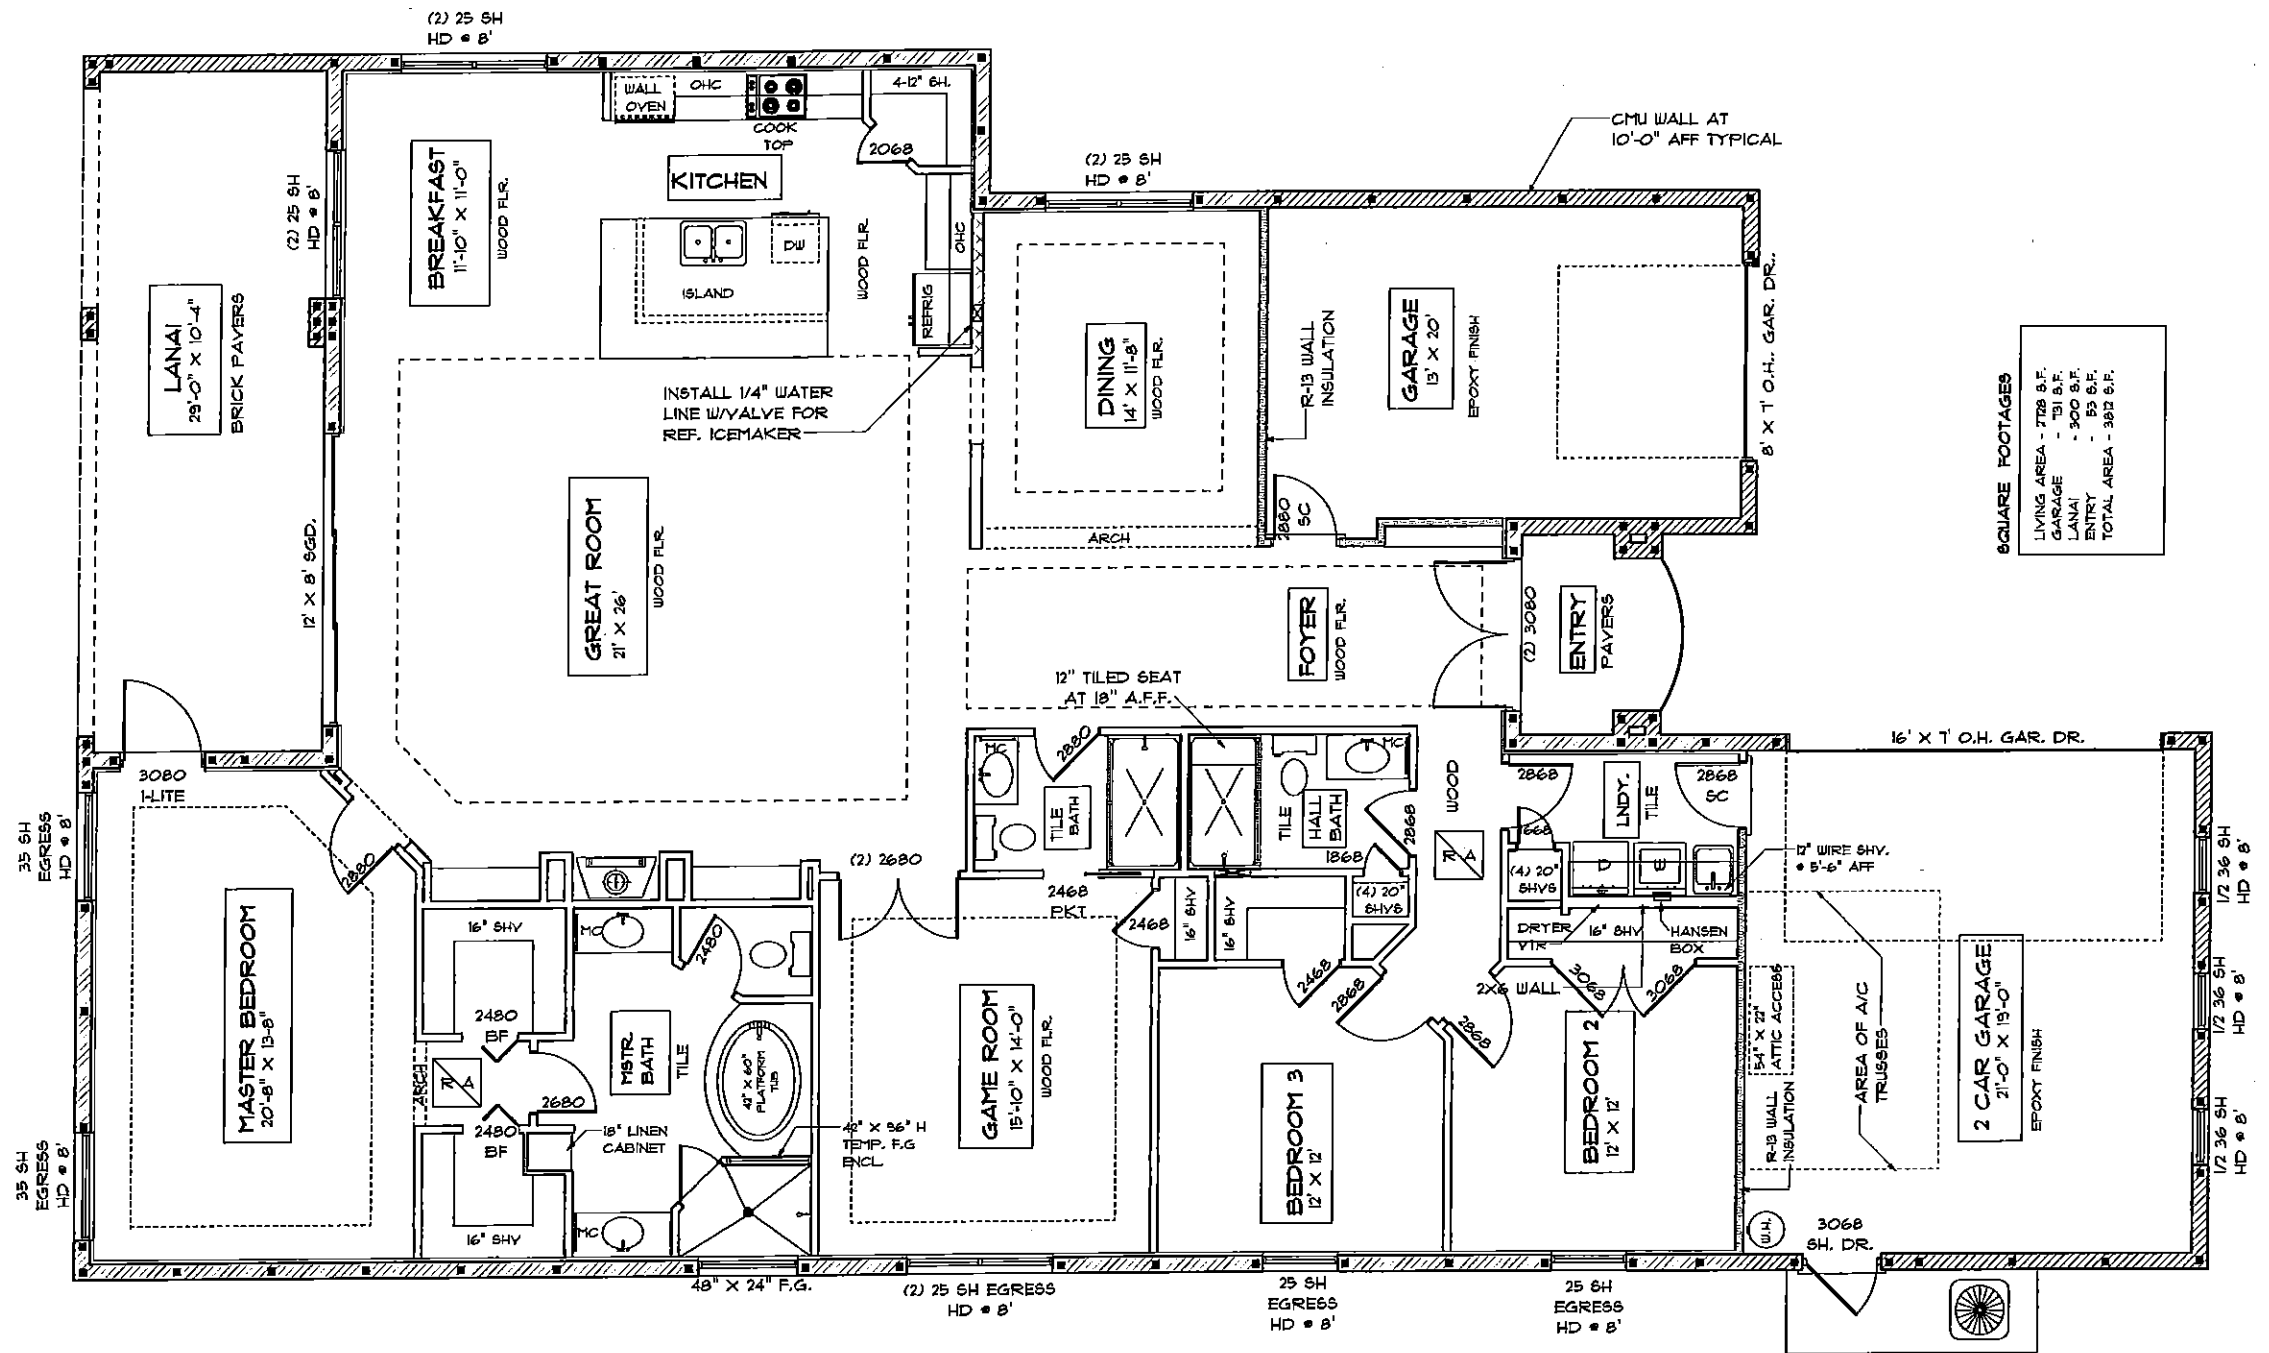 (2) 25 SH
HD @ 8'
WALL
OVEN
OHC
COOK
TOP
4-12" SH.
2068
KITCHEN
BREAKFAST
11'-10" X 11'-0"
WOOD FLR.
(2) 25 SH
HD @ 8'
ISLAND
DW
WOOD FLR.
OHC
REFRIG
(2) 25 SH
HD @ 8'
CMU WALL AT
10'-0" AFF TYPICAL
LANAI
29'-0" X 10'-4"
BRICK PAVERS
INSTALL 1/4" WATER
LINE W/VALVE FOR
REF. ICEMAKER
DINING
14' X 11'-8"
WOOD FLR.
R-13 WALL
INSULATION
GARAGE
13' X 20'
EPOXY FINISH
8' X 7' O.H. GAR. DR.
SQUARE FOOTAGES
LIVING AREA - 2728 S.F.
GARAGE - 731 S.F.
LANAI - 300 S.F.
ENTRY - 53 S.F.
TOTAL AREA - 3812 S.F.
12' X 8' SGD.
GREAT ROOM
21' X 26'
WOOD FLR.
ARCH
2880
SC
FOYER
WOOD FLR.
(2) 3080
ENTRY
PAVERS
12" TILED SEAT
AT 18" A.F.F.
3080
1-LITE
2880
MC
2880
TILE
BATH
TILE
HALL
BATH
MC
2868
1868
WOOD
R/A
2868
1668
LNDY.
TILE
2868
SC
16' X 7' O.H. GAR. DR.
35 SH
EGRESS
HD @ 8'
(2) 2680
2468
PKT
2468
16" SHV
16" SHV
(4) 20"
SHVS
(4) 20"
SHVS
D
W
12" WIRE SHV.
@ 5'-6" AFF
1/2 36 SH
HD @ 8'
MASTER BEDROOM
20'-8" X 13'-8"
16" SHV
MC
2480
2480
BF
R/A
ARCH
2680
2480
BF
16" SHV
18" LINEN
CABINET
MSTR.
BATH
TILE
42" X 60"
PLATFORM
TUB
MC
42" X 56" H
TEMP. F.G
ENCL
GAME ROOM
15'-10" X 14'-0"
WOOD FLR.
2468
2868
2868
BEDROOM 3
12' X 12'
DRYER
VTR
16" SHV
HANSEN
BOX
2X6 WALL
3068
3068
BEDROOM 2
12' X 12'
54" X 22"
ATTIC ACCESS
R-13 WALL
INSULATION
AREA OF A/C
TRUSSES
2 CAR GARAGE
21'-0" X 19'-0"
EPOXY FINISH
1/2 36 SH
HD @ 8'
1/2 36 SH
HD @ 8'
35 SH
EGRESS
HD @ 8'
W.H.
3068
SH. DR.
48" X 24" F.G.
(2) 25 SH EGRESS
HD @ 8'
25 SH
EGRESS
HD @ 8'
25 SH
EGRESS
HD @ 8'